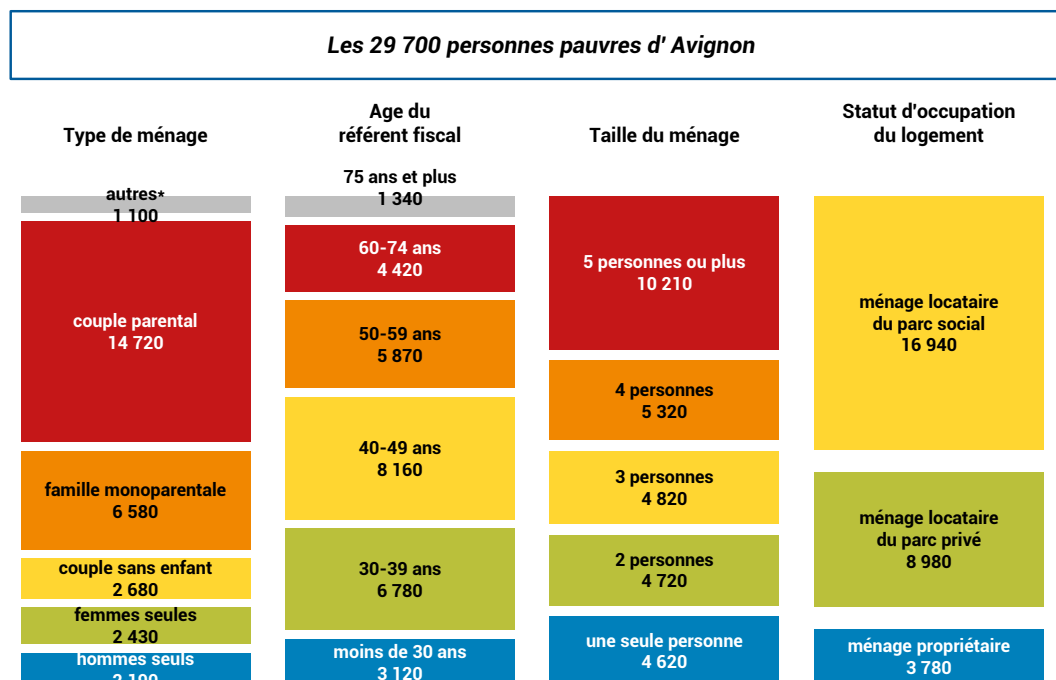 Les 29 700 personnes pauvres d' Avignon
Type de ménage
autres*
1 100
couple parental
14 720
famille monoparentale
6 580
couple sans enfant
2 680
femmes seules
2 430
hommes seuls
2 190
Age du
référent fiscal
75 ans et plus
1 340
60-74 ans
4 420
50-59 ans
5 870
40-49 ans
8 160
30-39 ans
6 780
moins de 30 ans
3 120
Taille du ménage
5 personnes ou plus
10 210
4 personnes
5 320
3 personnes
4 820
2 personnes
4 720
une seule personne
4 620
Statut d'occupation
du logement
ménage locataire
du parc social
16 940
ménage locataire
du parc privé
8 980
ménage propriétaire
3 780